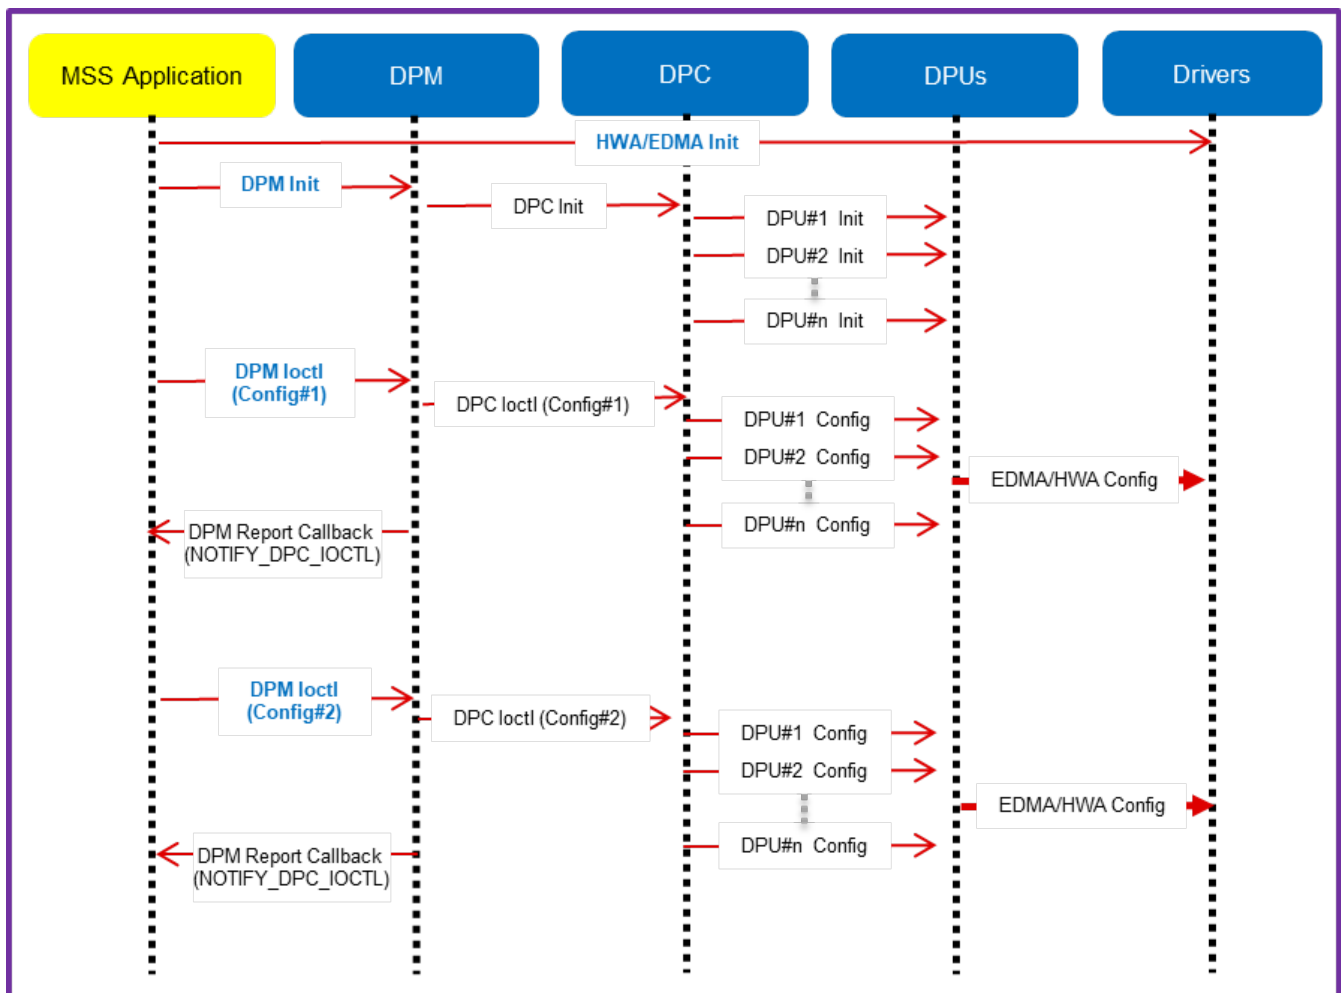 MSS Application
DPM
DPC
DPUs
Drivers
HWA/EDMA Init
DPM Init
DPC Init
DPU#1 Init
DPU#2 Init
DPU#n Init
DPM Ioctl
(Config#1)
DPC Ioctl (Config#1)
DPU#1 Config
DPU#2 Config
EDMA/HWA Config
DPU#n Config
DPM Report Callback
(NOTIFY_DPC_IOCTL)
DPM Ioctl
(Config#2)
DPC Ioctl (Config#2)
DPU#1 Config
DPU#2 Config
EDMA/HWA Config
DPU#n Config
DPM Report Callback
(NOTIFY_DPC_IOCTL)